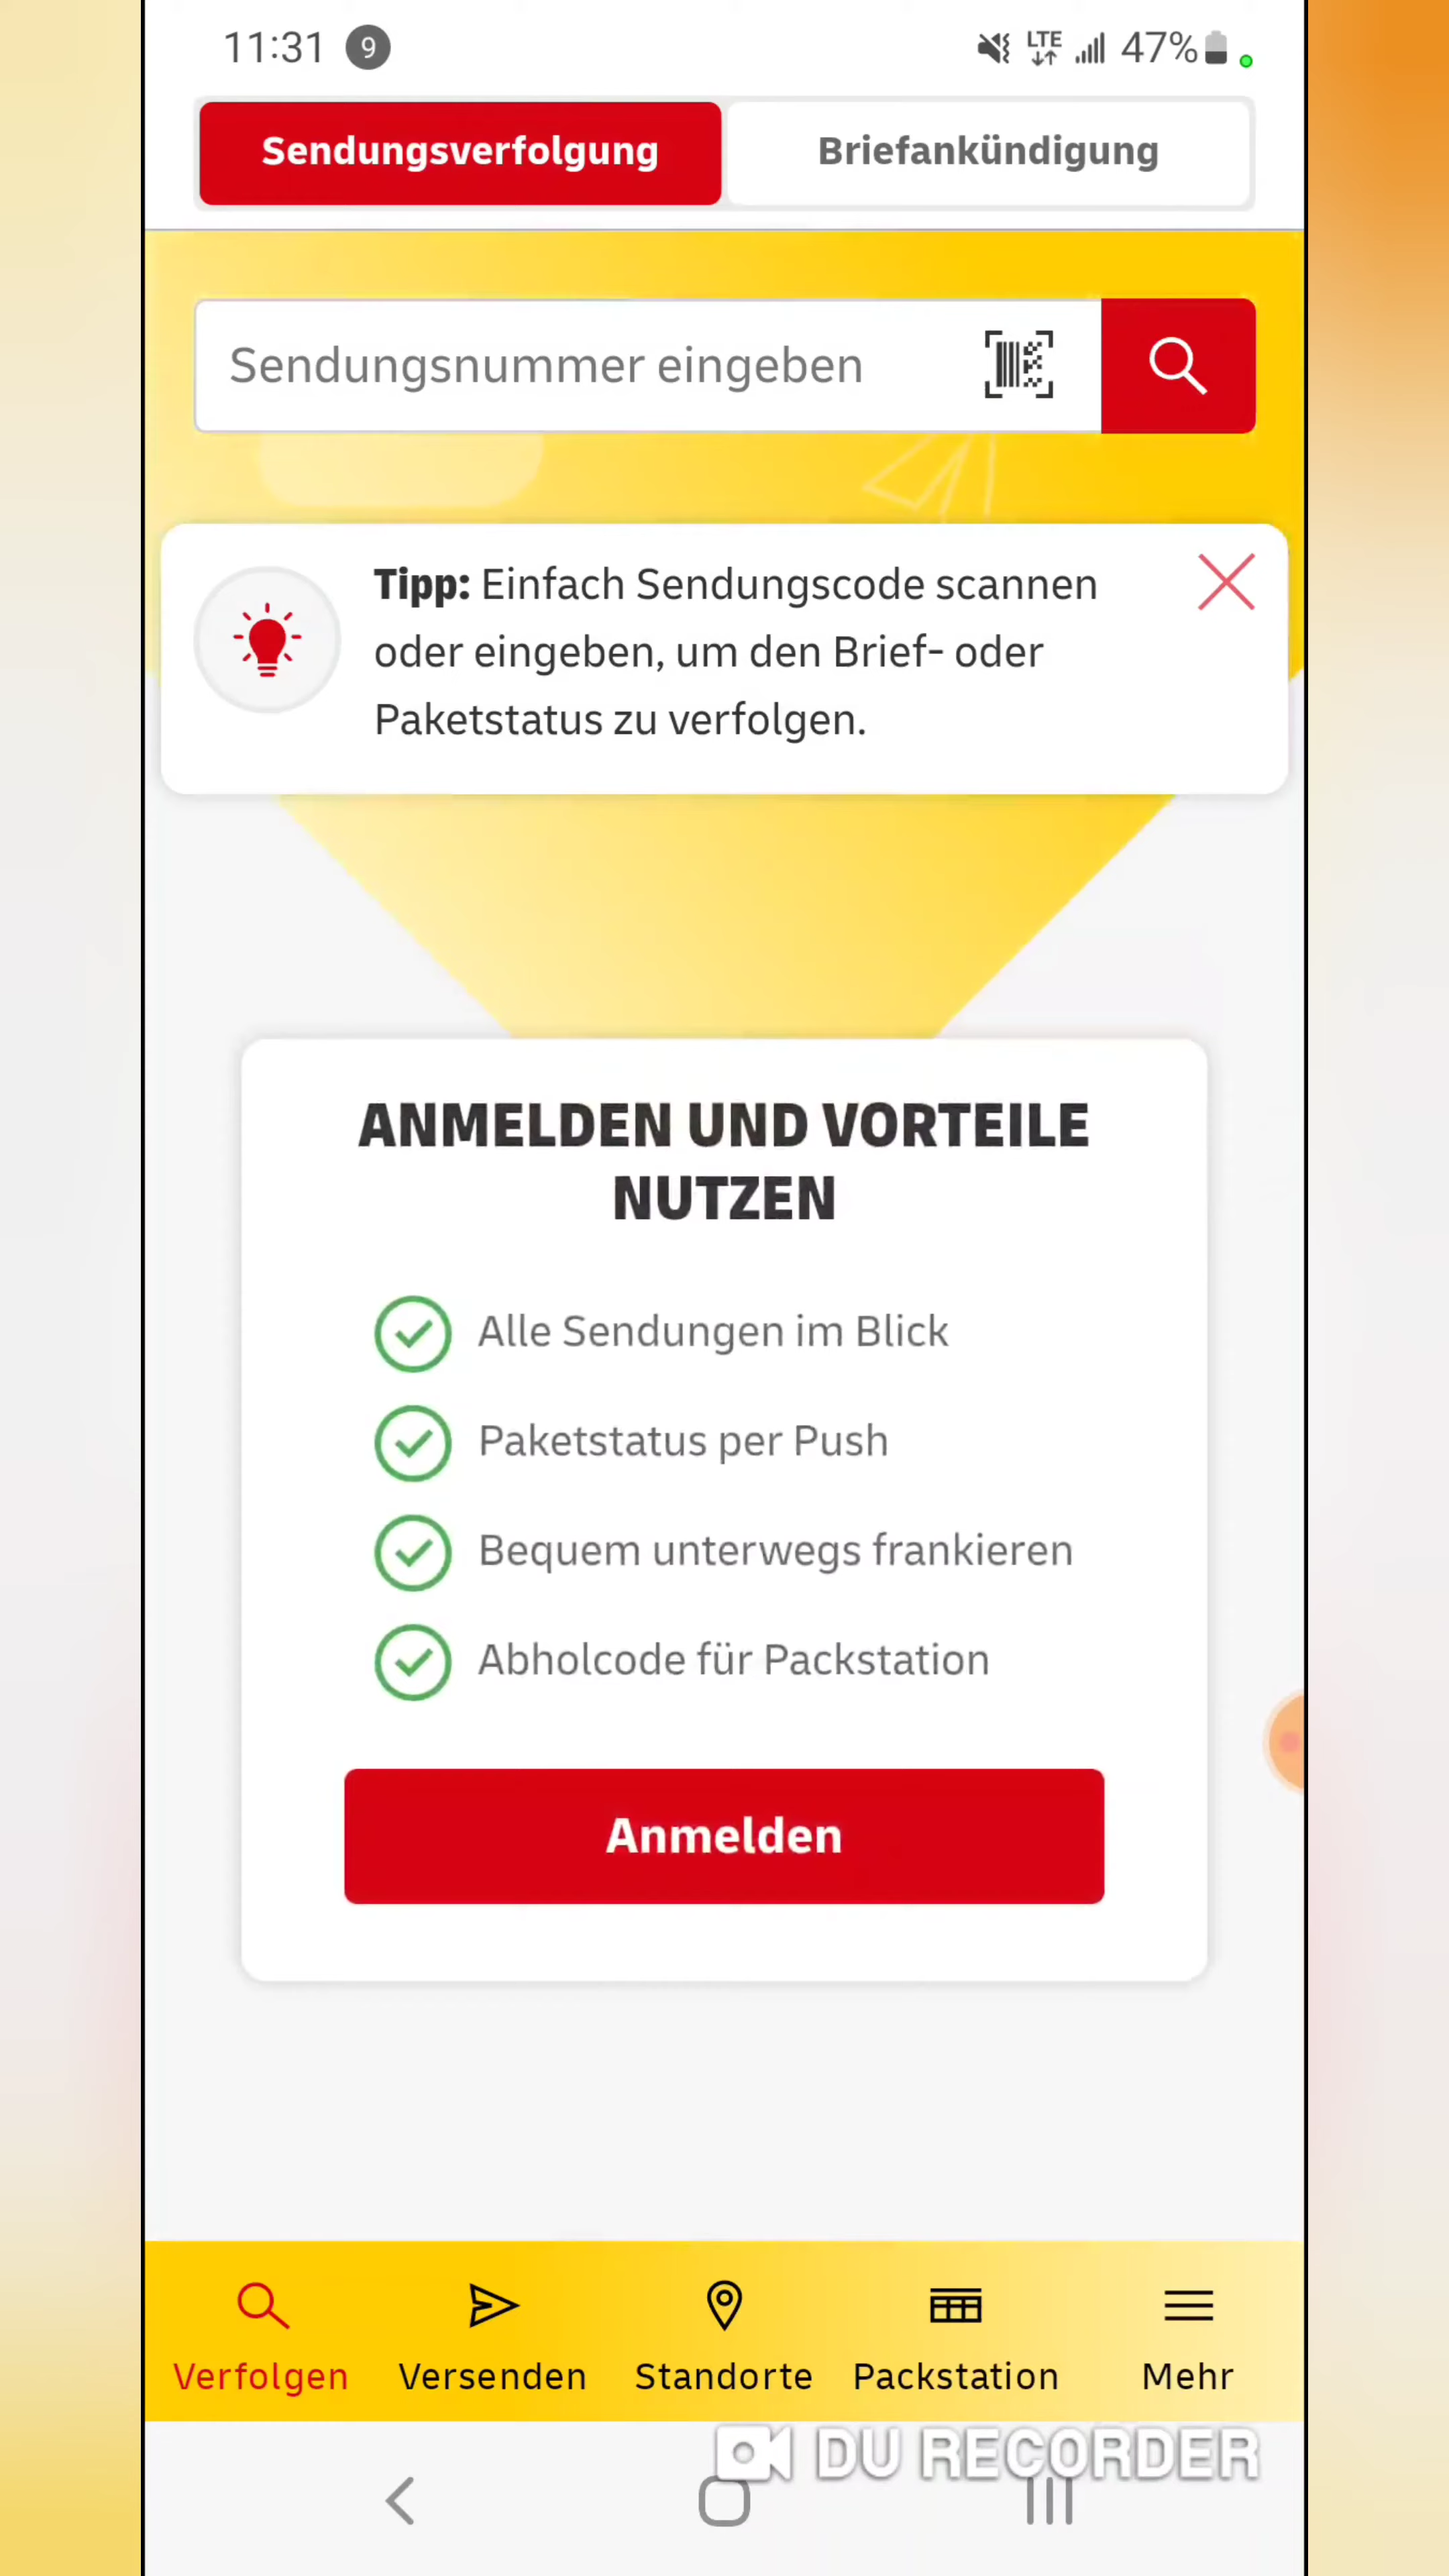 11:31 9 LTE 47%
Sendungsverfolgung Briefankündigung
Sendungsnummer eingeben
Tipp: Einfach Sendungscode scannen
oder eingeben, um den Brief- oder
Paketstatus zu verfolgen.
ANMELDEN UND VORTEILE
NUTZEN
Alle Sendungen im Blick
Paketstatus per Push
Bequem unterwegs frankieren
Abholcode für Packstation
Anmelden
Verfolgen Versenden Standorte Packstation Mehr
DU RECORDER